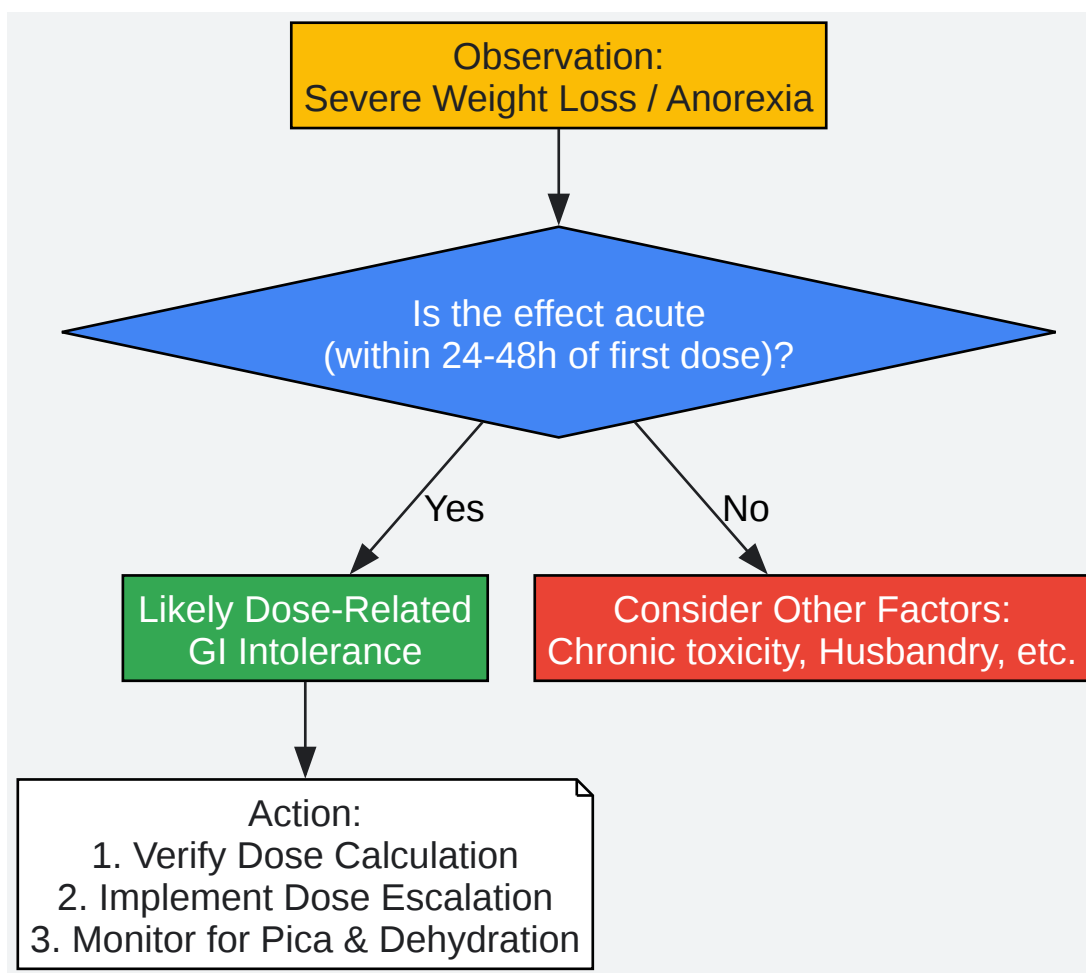 Observation:
Severe Weight Loss / Anorexia
Is the effect acute
(within 24-48h of first dose)?
Yes
No
Likely Dose-Related
GI Intolerance
Consider Other Factors:
Chronic toxicity, Husbandry, etc.
Action:
1. Verify Dose Calculation
2. Implement Dose Escalation
3. Monitor for Pica & Dehydration